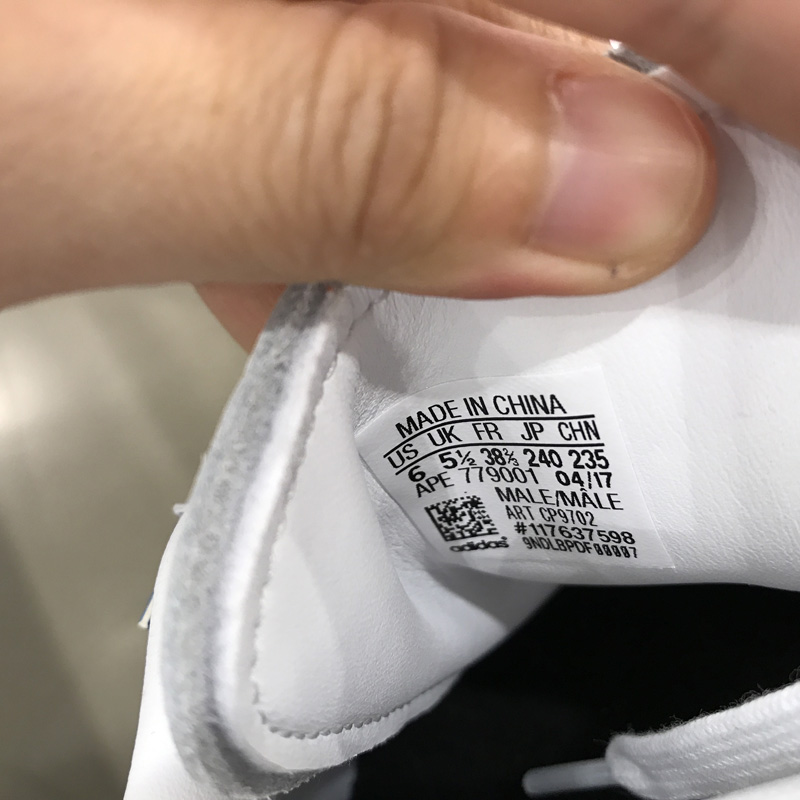 MADE IN CHINA
US UK FR JP CHN
6 5½ 38⅔ 240 235
APE 779001 04/17
MALE/MÂLE
ART CP9702
#117637598
adidas® 9NDLBPDF00007